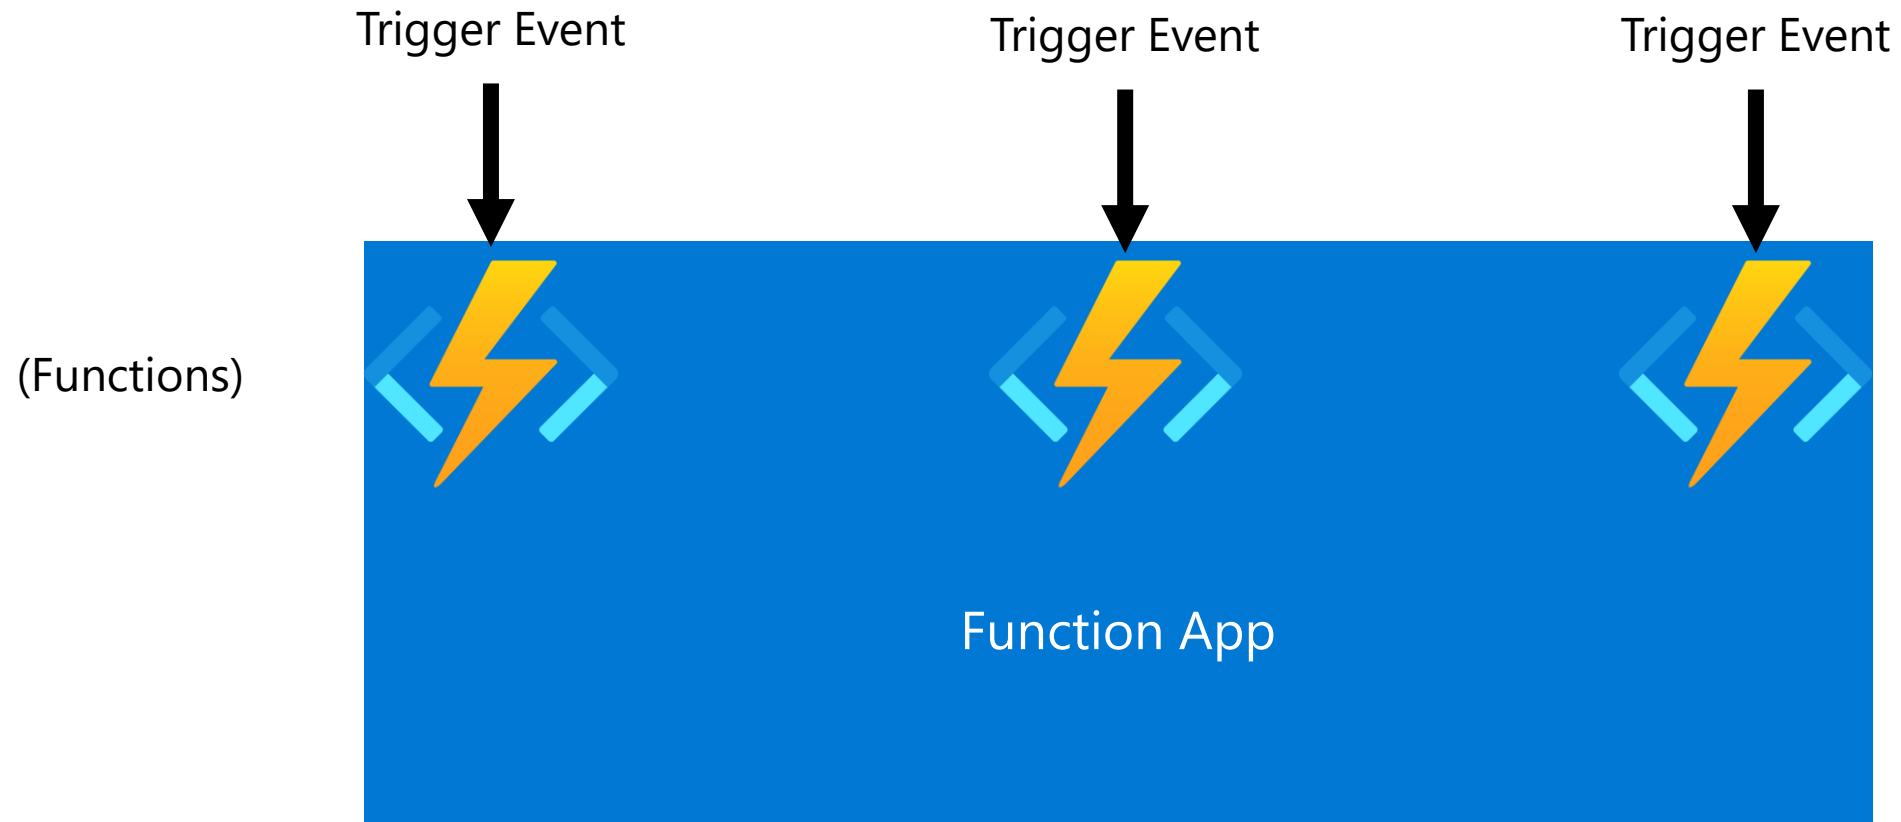 Trigger Event
Trigger Event
Trigger Event
(Functions)
Function App